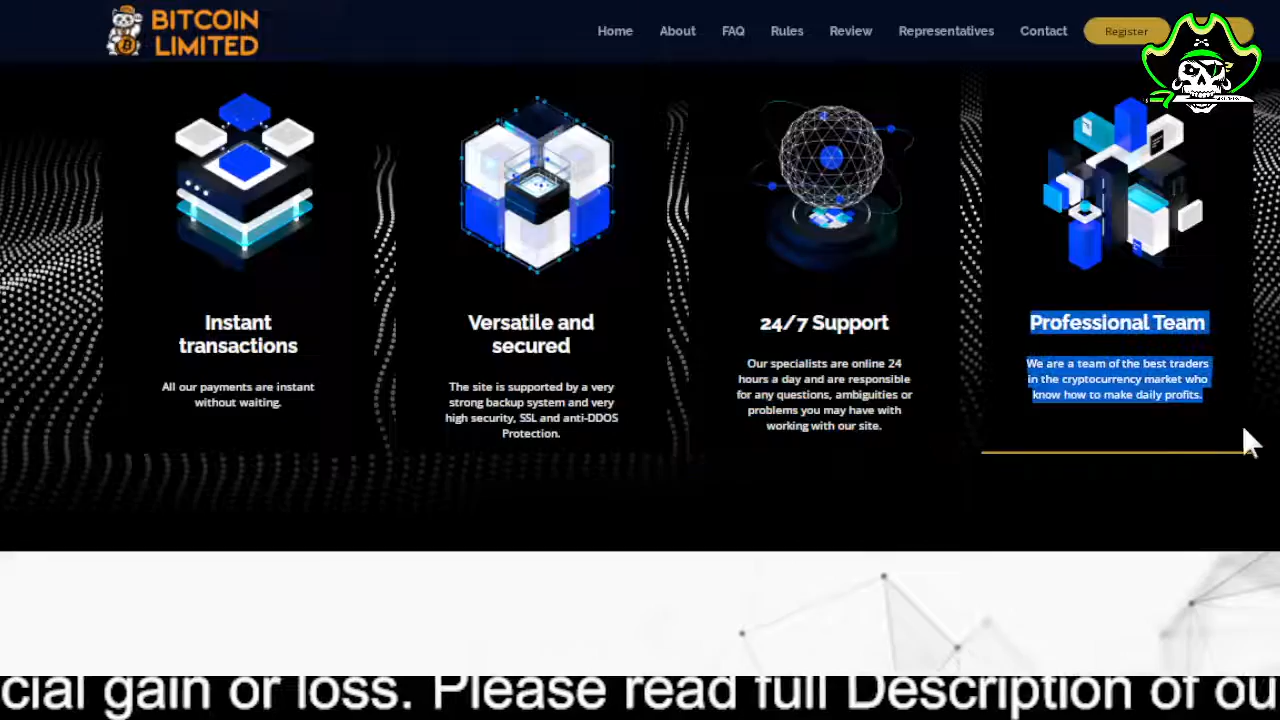 BITCOIN
LIMITED
Home About FAQ Rules Review Representatives Contact Register
Instant
transactions
All our payments are instant
without waiting.
Versatile and
secured
The site is supported by a very
strong backup system and very
high security, SSL and anti-DDOS
Protection.
24/7 Support
Our specialists are online 24
hours a day and are responsible
for any questions, ambiguities or
problems you may have with
working with our site.
Professional Team
We are a team of the best traders
in the cryptocurrency market who
know how to make daily profits.
cial gain or loss. Please read full Description of ou